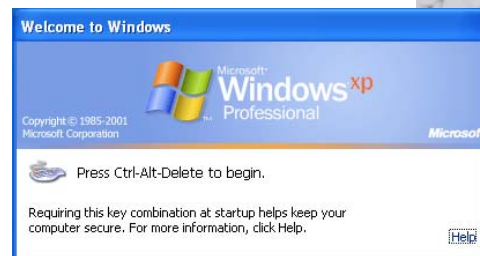 Welcome to Windows
Microsoft
Windows xp
Professional
Copyright © 1985-2001
Microsoft Corporation
Microsof
Press Ctrl-Alt-Delete to begin.
Requiring this key combination at startup helps keep your
computer secure. For more information, click Help.
Help